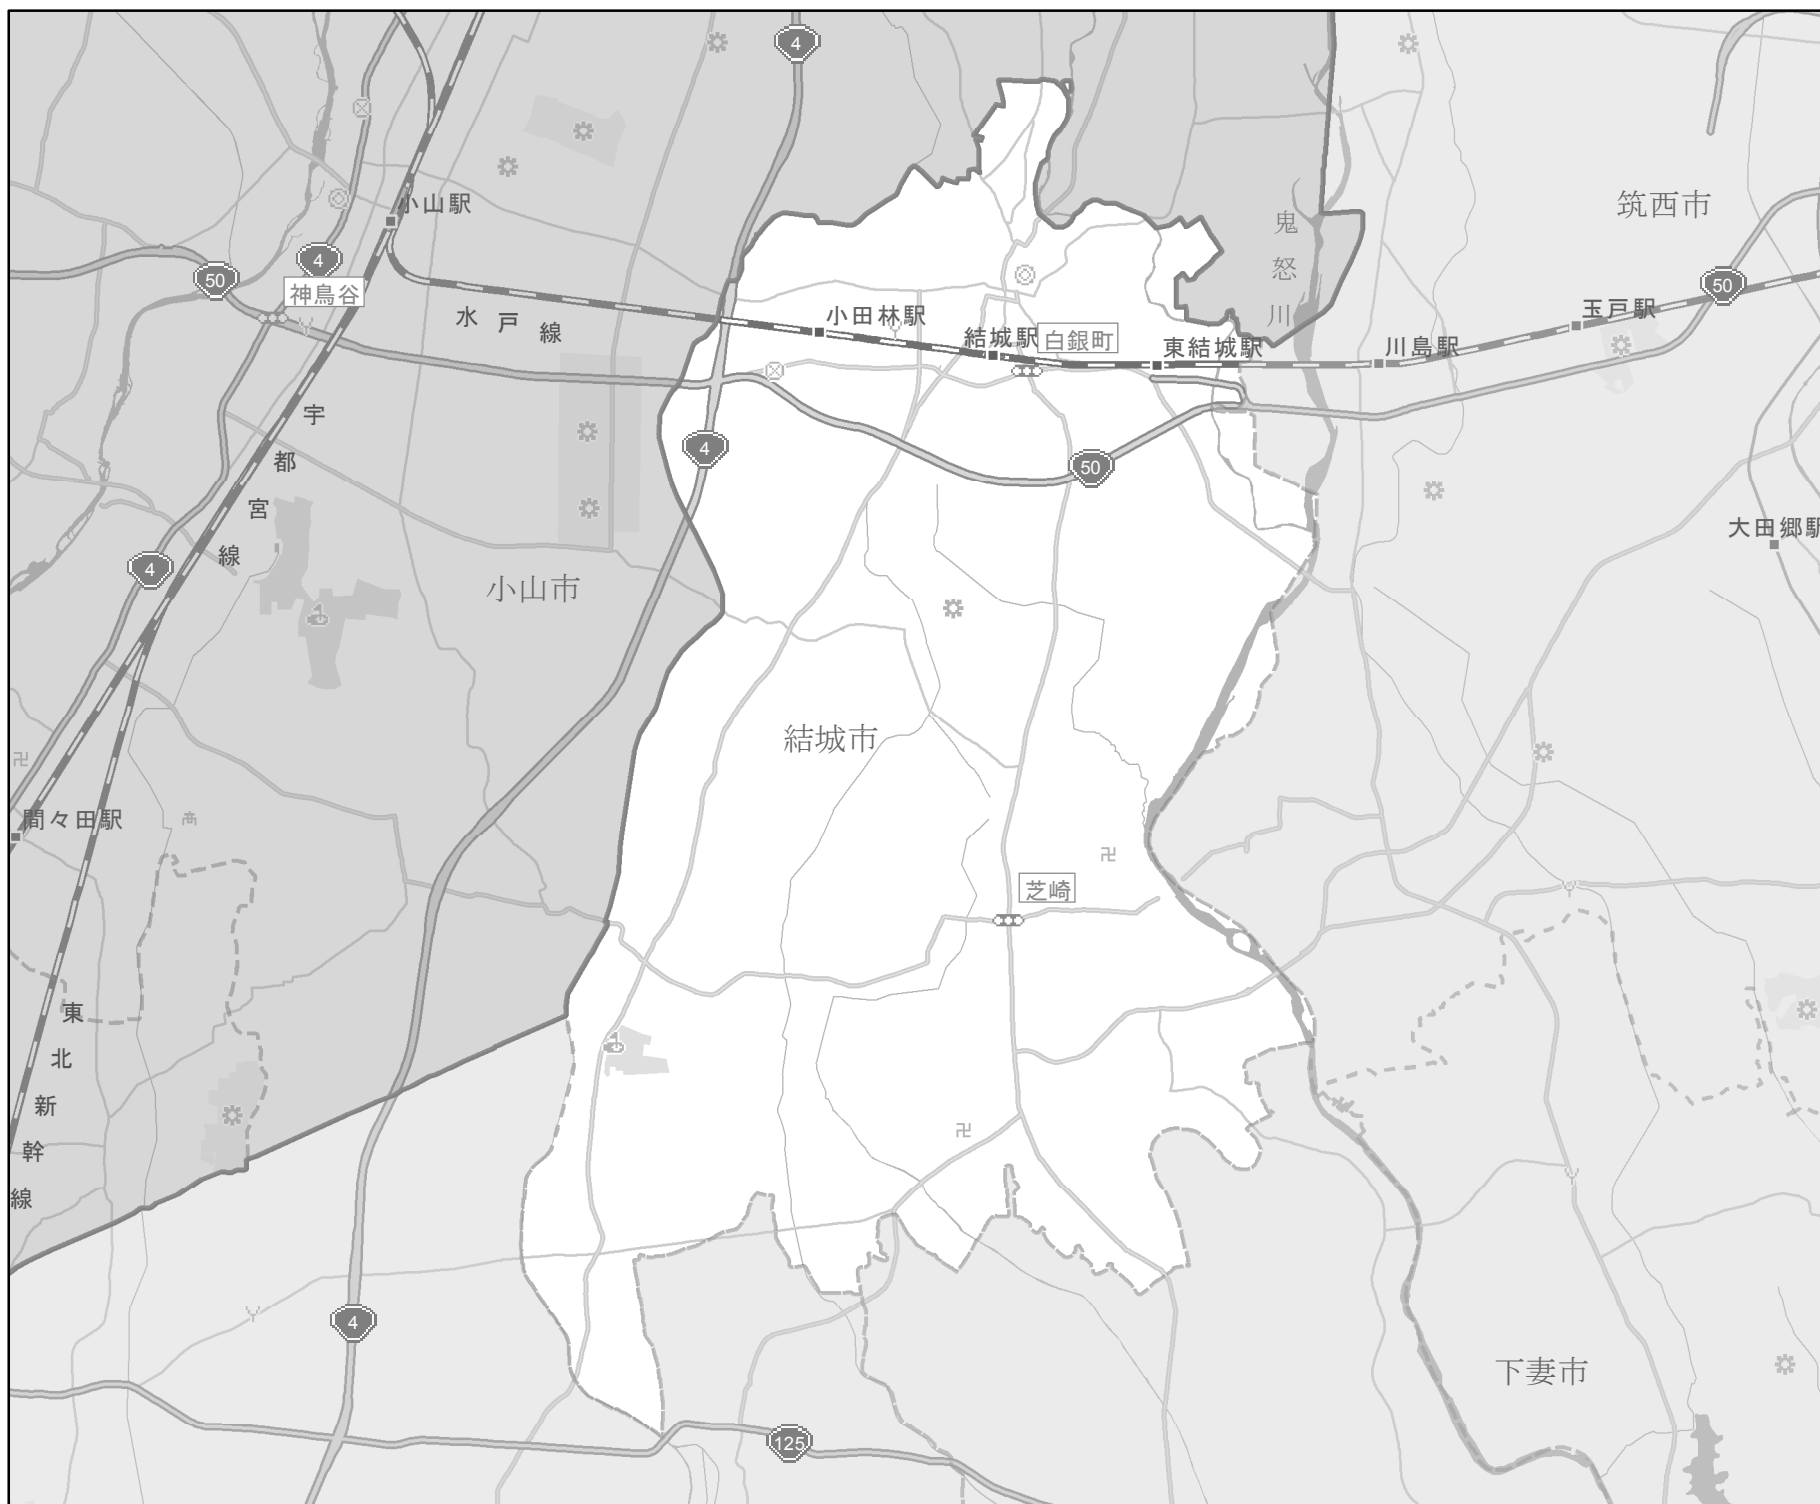 4
小山駅
筑西市
鬼怒川
4
50
神鳥谷
50
水戸線
小田林駅
結城駅
白銀町
東結城駅
川島駅
玉戸駅
宇都宮線
4
50
大田郷駅
4
小山市
結城市
間々田駅
芝崎
東北新幹線
4
下妻市
125